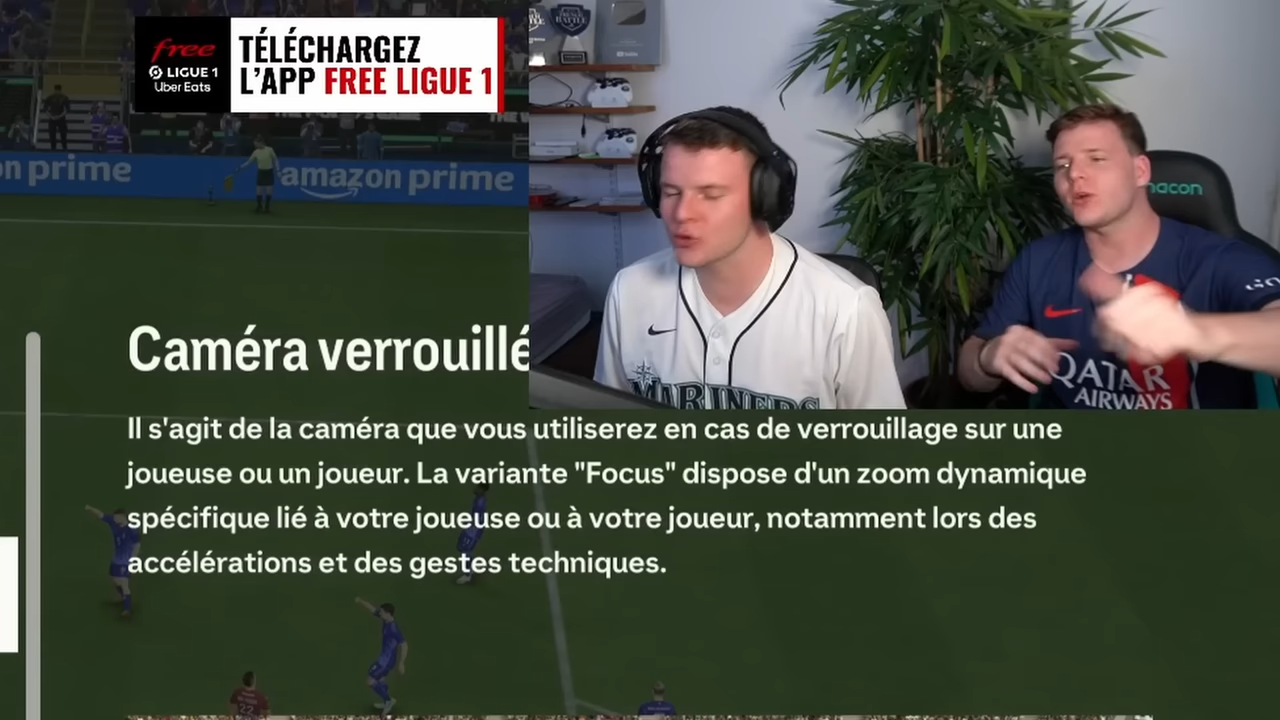 free
LIGUE 1
Uber Eats
TÉLÉCHARGEZ
L'APP FREE LIGUE 1
BATTLE
n prime
amazon prime
nacon
MARINERS
QATAR
AIRWAYS
Caméra verrouillé
Il s'agit de la caméra que vous utiliserez en cas de verrouillage sur une
joueuse ou un joueur. La variante "Focus" dispose d'un zoom dynamique
spécifique lié à votre joueuse ou à votre joueur, notamment lors des
accélérations et des gestes techniques.
22